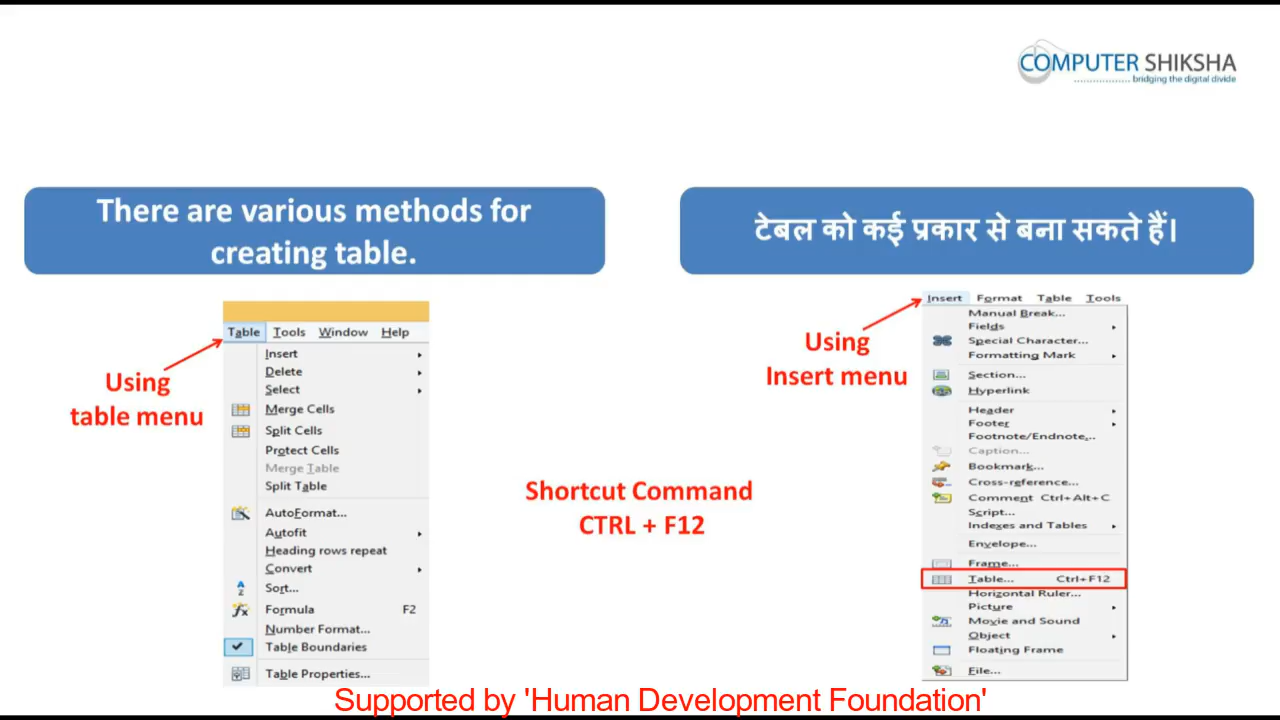 COMPUTER SHIKSHA
bridging the digital divide
There are various methods for
creating table.
टेबल को कई प्रकार से बना सकते हैं।
Using
table menu
Table Tools Window Help
Insert
Delete
Select
Merge Cells
Split Cells
Protect Cells
Merge Table
Split Table
AutoFormat...
Autofit
Heading rows repeat
Convert
Sort...
Formula F2
Number Format...
Table Boundaries
Table Properties...
Shortcut Command
CTRL + F12
Using
Insert menu
Insert Format Table Tools
Manual Break...
Fields
Special Character...
Formatting Mark
Section...
Hyperlink
Header
Footer
Footnote/Endnote...
Caption...
Bookmark...
Cross-reference...
Comment Ctrl+Alt+C
Script...
Indexes and Tables
Envelope...
Frame...
Table... Ctrl+F12
Horizontal Ruler...
Picture
Movie and Sound
Object
Floating Frame
File...
Supported by 'Human Development Foundation'